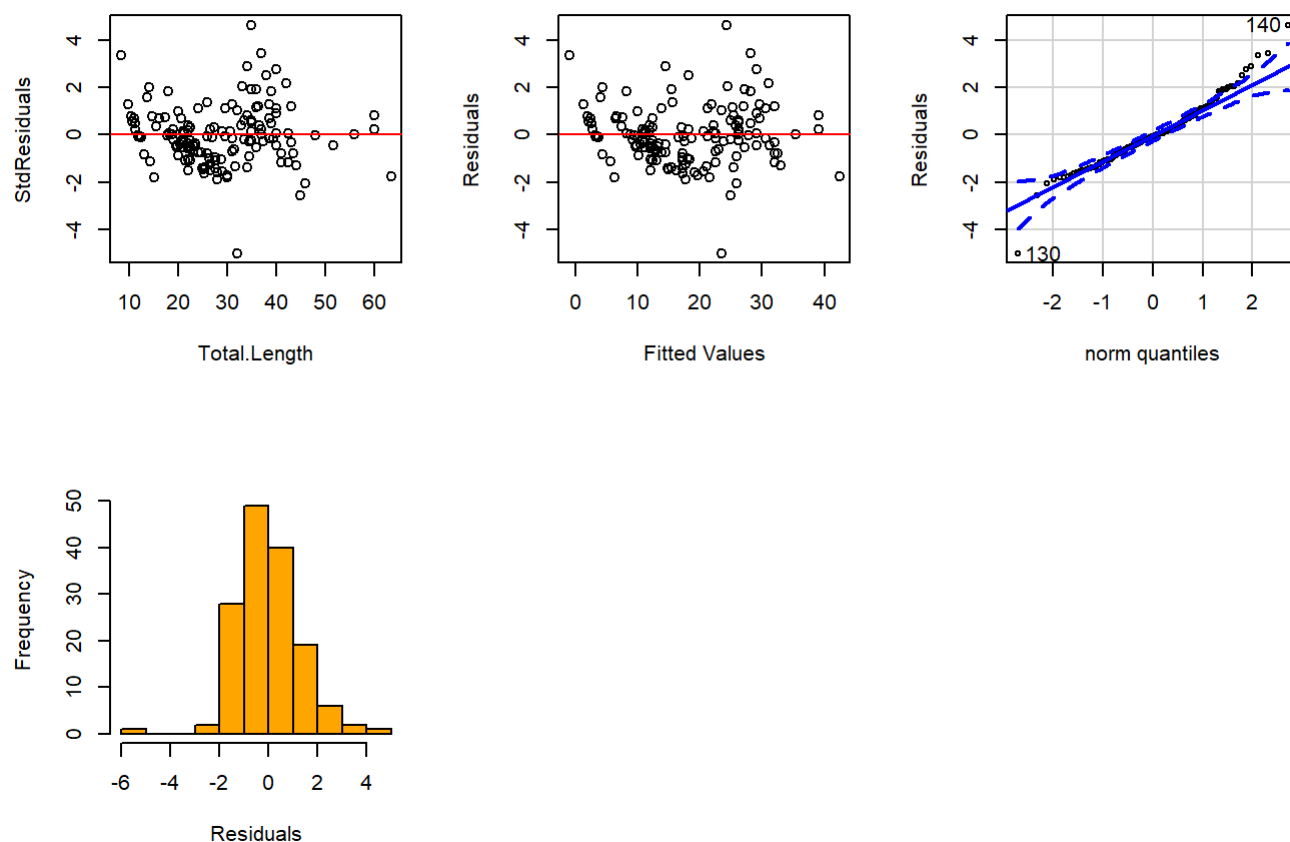 StdResiduals
4
2
0
-2
-4
10 20 30 40 50 60
Total.Length
Residuals
4
2
0
-2
-4
0 10 20 30 40
Fitted Values
Residuals
4
2
0
-2
-4
140
130
-2 -1 0 1 2
norm quantiles
Frequency
50
40
30
20
10
0
-6 -4 -2 0 2 4
Residuals